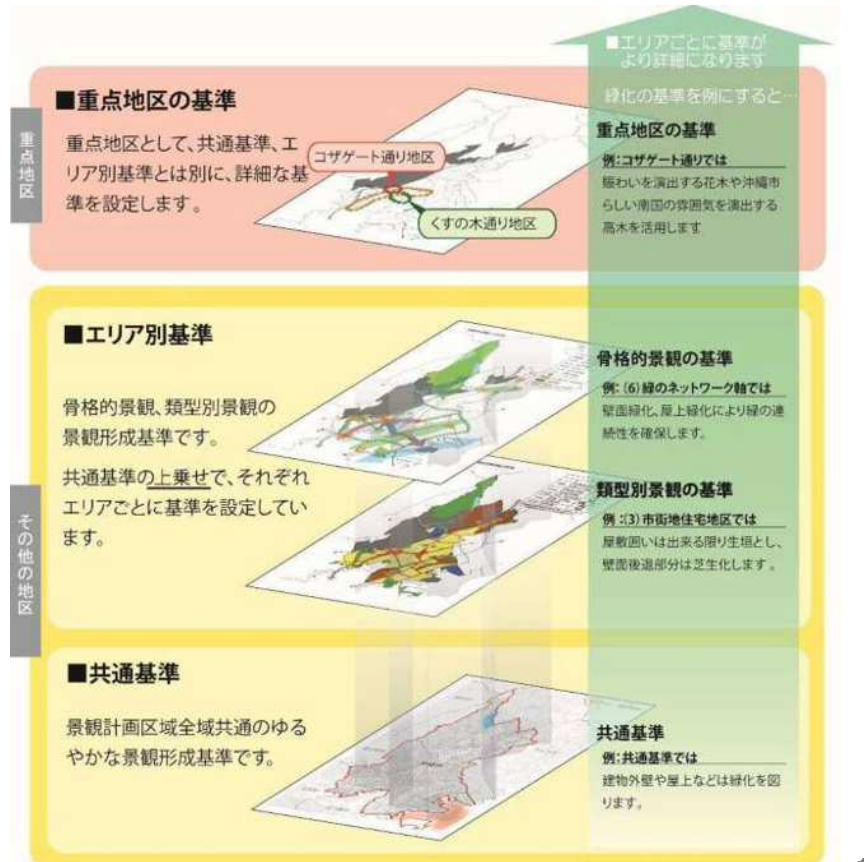 ■エリアごとに基準が
より詳細になります
緑化の基準を例にすると…
重点地区
■重点地区の基準
重点地区として、共通基準、エ
リア別基準とは別に、詳細な基
準を設定します。
コザゲート通り地区
くすの木通り地区
重点地区の基準
例:コザゲート通りでは
賑わいを演出する花木や沖縄市
らしい南国の雰囲気を演出する
高木を活用します
その他の地区
■エリア別基準
骨格的景観、類型別景観の
景観形成基準です。
共通基準の上乗せで、それぞれ
エリアごとに基準を設定してい
ます。
骨格的景観の基準
例:(6)緑のネットワーク軸では
壁面緑化、屋上緑化により緑の連
続性を確保します。
類型別景観の基準
例:(3)市街地住宅地区では
屋敷囲いは出来る限り生垣とし、
壁面後退部分は芝生化します。
■共通基準
景観計画区域全域共通のゆる
やかな景観形成基準です。
共通基準
例:共通基準では
建物外壁や屋上などは緑化を図
ります。